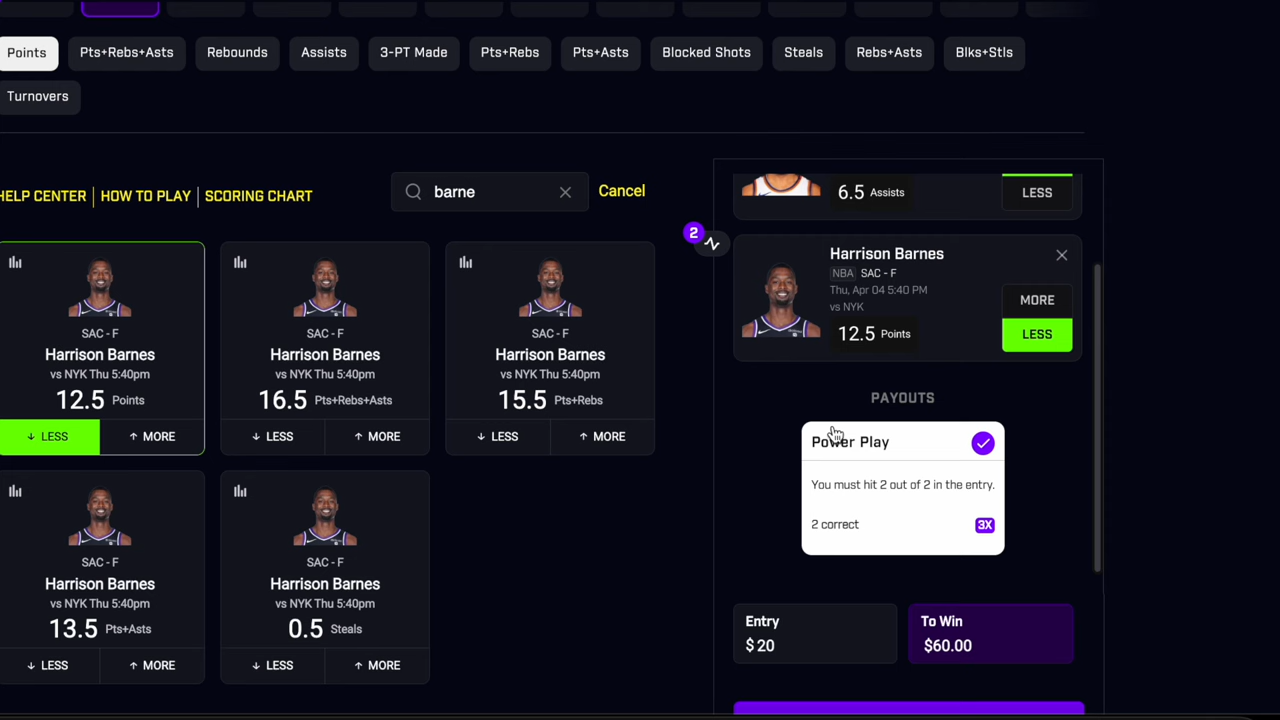 Points
Pts+Rebs+Asts
Rebounds
Assists
3-PT Made
Pts+Rebs
Pts+Asts
Blocked Shots
Steals
Rebs+Asts
Blks+Stls
Turnovers
HELP CENTER | HOW TO PLAY | SCORING CHART
barne
Cancel
SAC - F
Harrison Barnes
vs NYK Thu 5:40pm
12.5 Points
↓ LESS
↑ MORE
SAC - F
Harrison Barnes
vs NYK Thu 5:40pm
16.5 Pts+Rebs+Asts
↓ LESS
↑ MORE
SAC - F
Harrison Barnes
vs NYK Thu 5:40pm
15.5 Pts+Rebs
↓ LESS
↑ MORE
SAC - F
Harrison Barnes
vs NYK Thu 5:40pm
13.5 Pts+Asts
↓ LESS
↑ MORE
SAC - F
Harrison Barnes
vs NYK Thu 5:40pm
0.5 Steals
↓ LESS
↑ MORE
6.5 Assists
LESS
2
Harrison Barnes
NBA SAC - F
Thu, Apr 04 5:40 PM
vs NYK
12.5 Points
MORE
LESS
PAYOUTS
Power Play
You must hit 2 out of 2 in the entry.
2 correct
3X
Entry
$ 20
To Win
$60.00